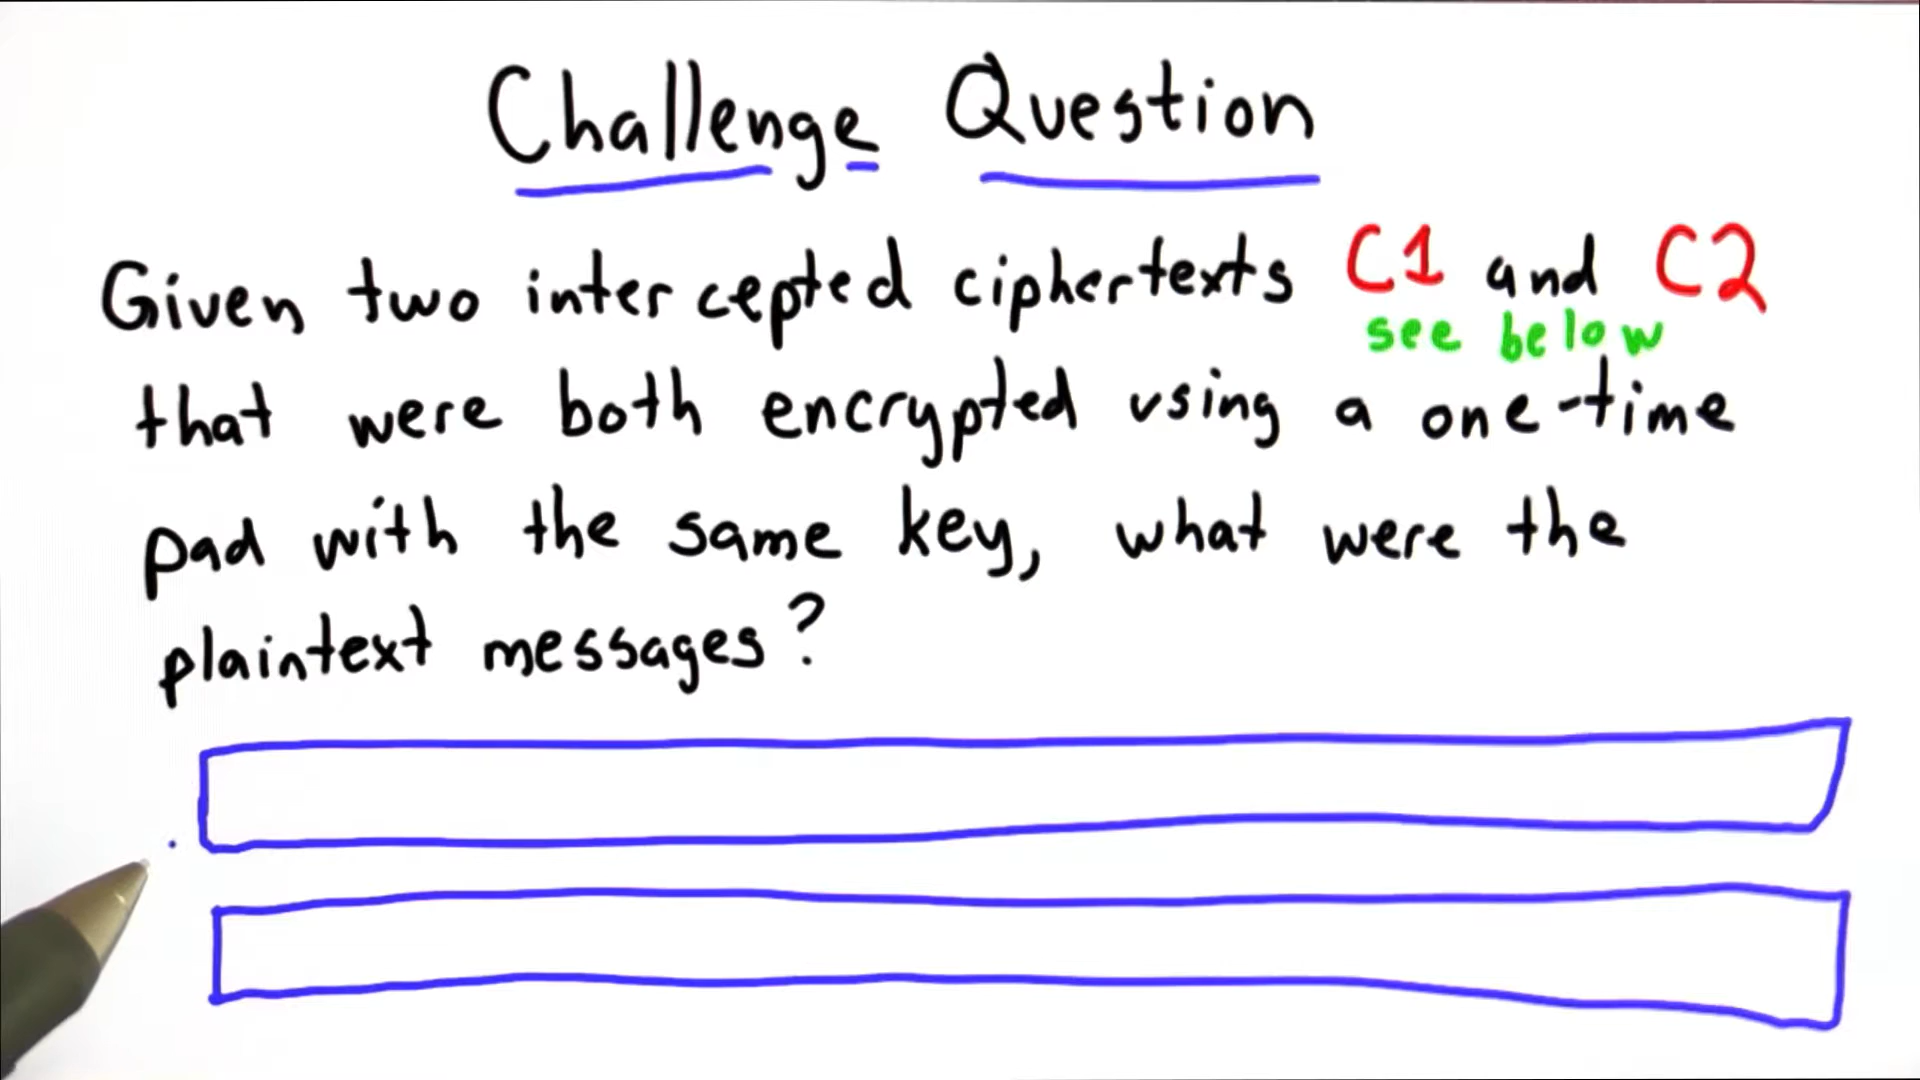 Challenge Question
Given two intercepted ciphertexts C1 and C2
see below
that were both encrypted using a one-time
pad with the same key, what were the
plaintext messages?